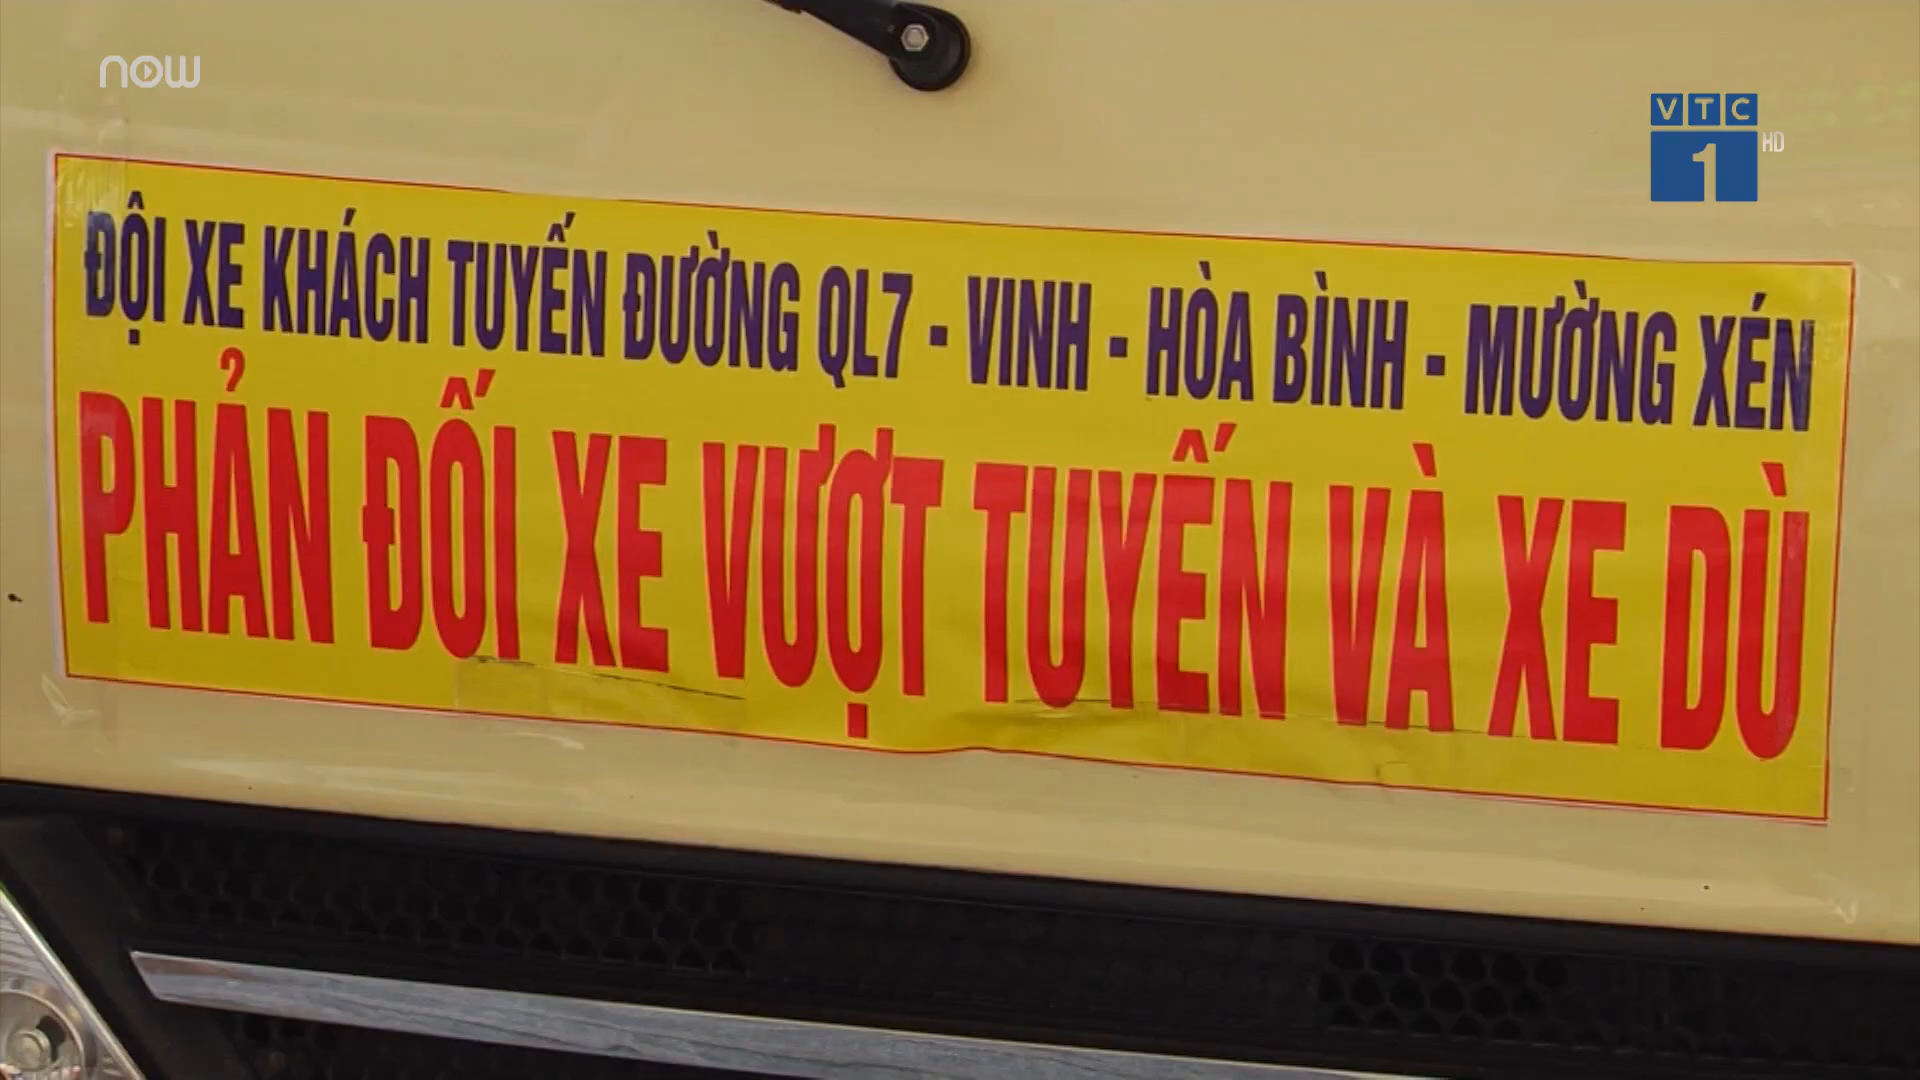 now
VTC
1 HD
ĐỘI XE KHÁCH TUYẾN ĐƯỜNG QL7 - VINH - HÒA BÌNH - MƯỜNG XÉN
PHẢN ĐỐI XE VƯỢT TUYẾN VÀ XE DÙ